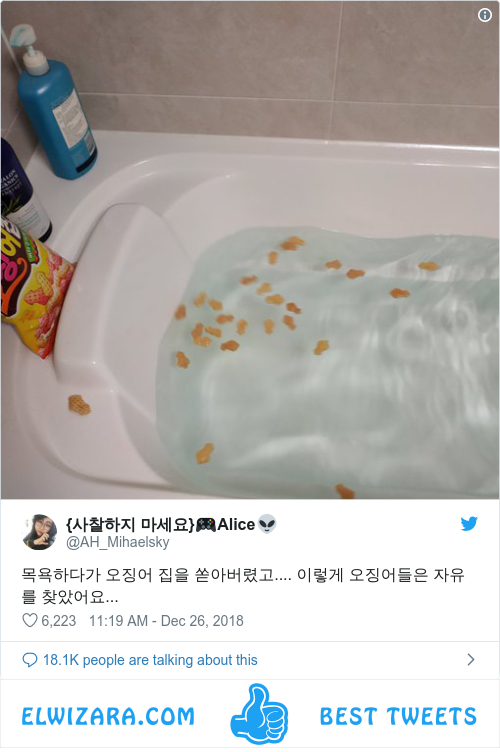 {사찰하지 마세요}🎮Alice👽
@AH_Mihaelsky
목욕하다가 오징어 집을 쏟아버렸고.... 이렇게 오징어들은 자유
를 찾았어요...
6,223 11:19 AM - Dec 26, 2018
18.1K people are talking about this
ELWIZARA.COM
BEST TWEETS